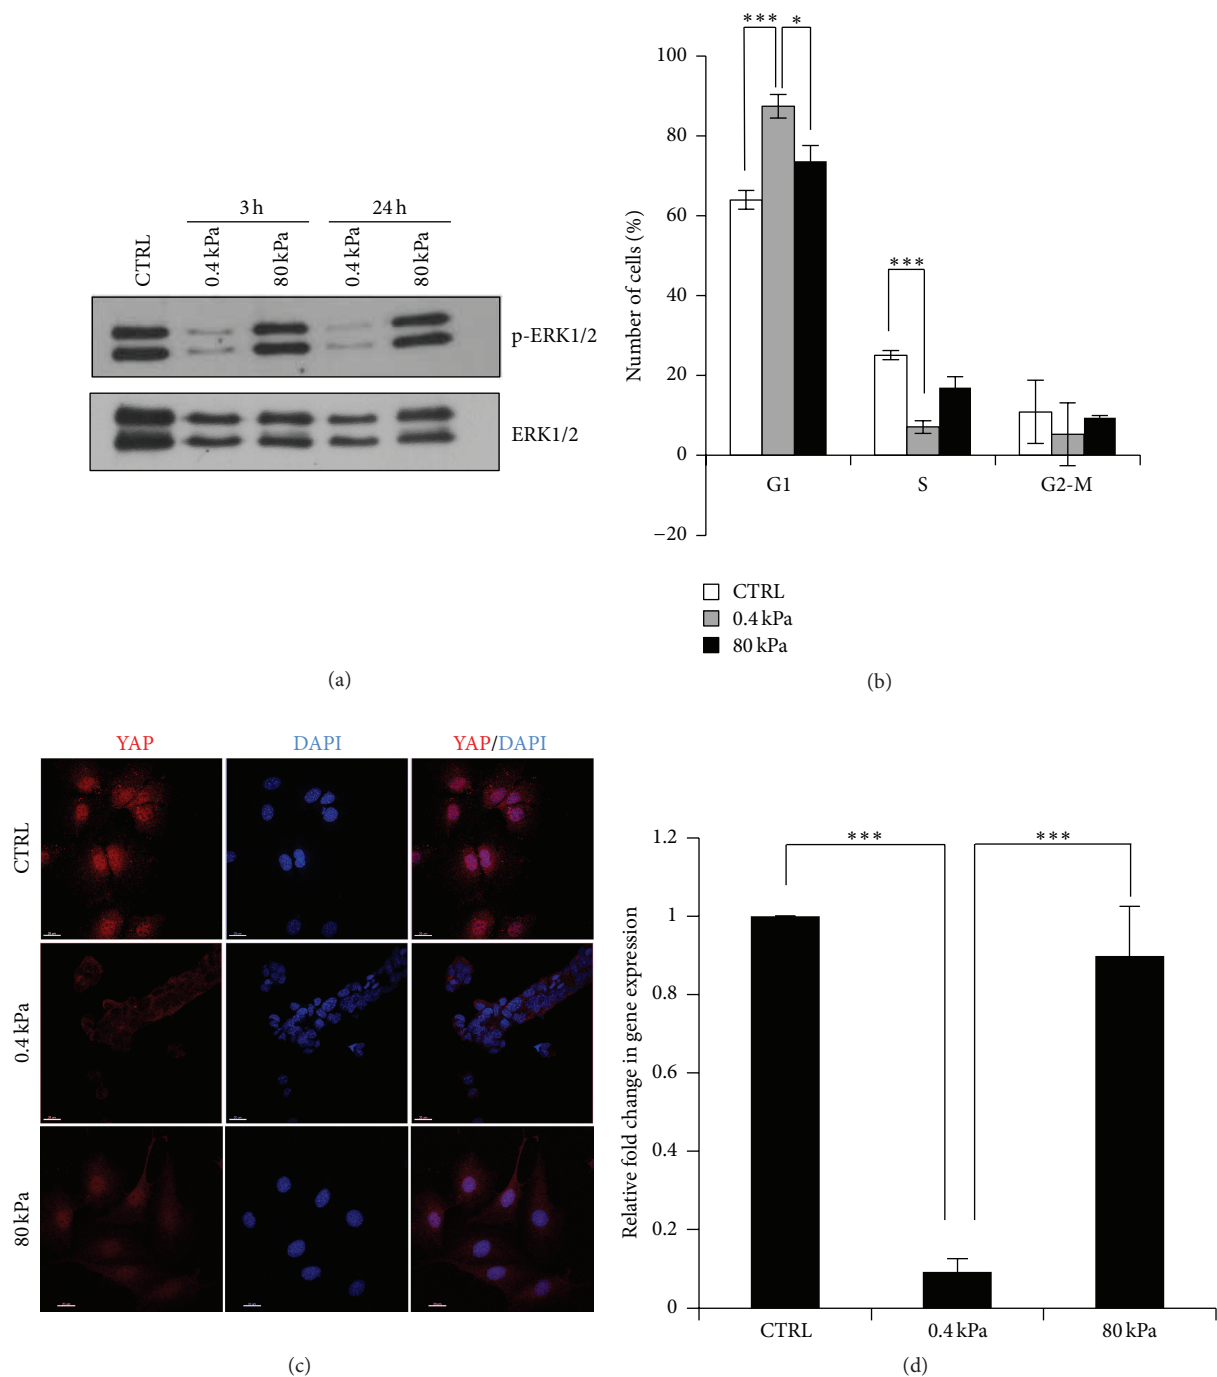 3 h
24 h
CTRL
0.4 kPa
80 kPa
0.4 kPa
80 kPa
p-ERK1/2
ERK1/2
(a)
***
*
***
Number of cells (%)
100
80
60
40
20
0
−20
G1
S
G2-M
CTRL
0.4 kPa
80 kPa
(b)
YAP
DAPI
YAP/DAPI
CTRL
0.4 kPa
80 kPa
(c)
***
***
Relative fold change in gene expression
1.2
1
0.8
0.6
0.4
0.2
0
CTRL
0.4 kPa
80 kPa
(d)